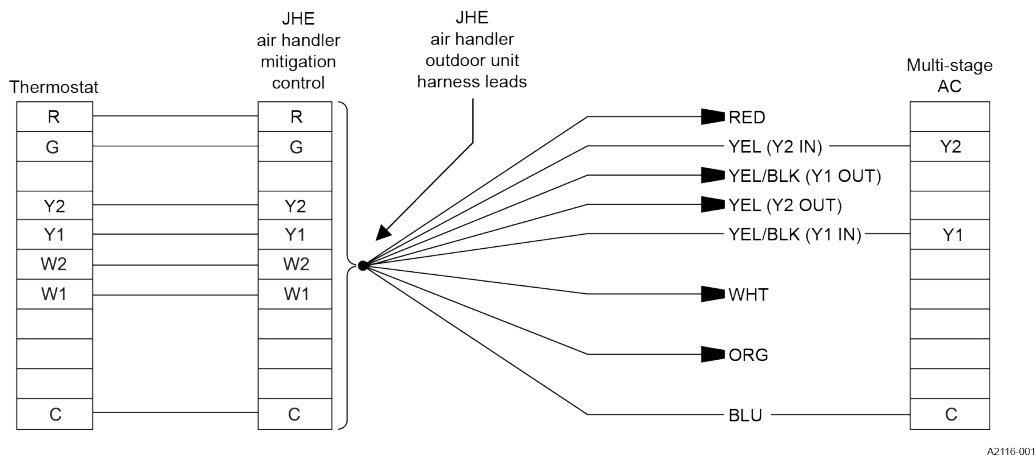 JHE
air handler
mitigation
control
JHE
air handler
outdoor unit
harness leads
Thermostat
Multi-stage
AC
R
R
RED
G
G
YEL (Y2 IN)
Y2
YEL/BLK (Y1 OUT)
Y2
Y2
YEL (Y2 OUT)
Y1
Y1
YEL/BLK (Y1 IN)
Y1
W2
W2
W1
W1
WHT
ORG
C
C
BLU
C
A2116-001